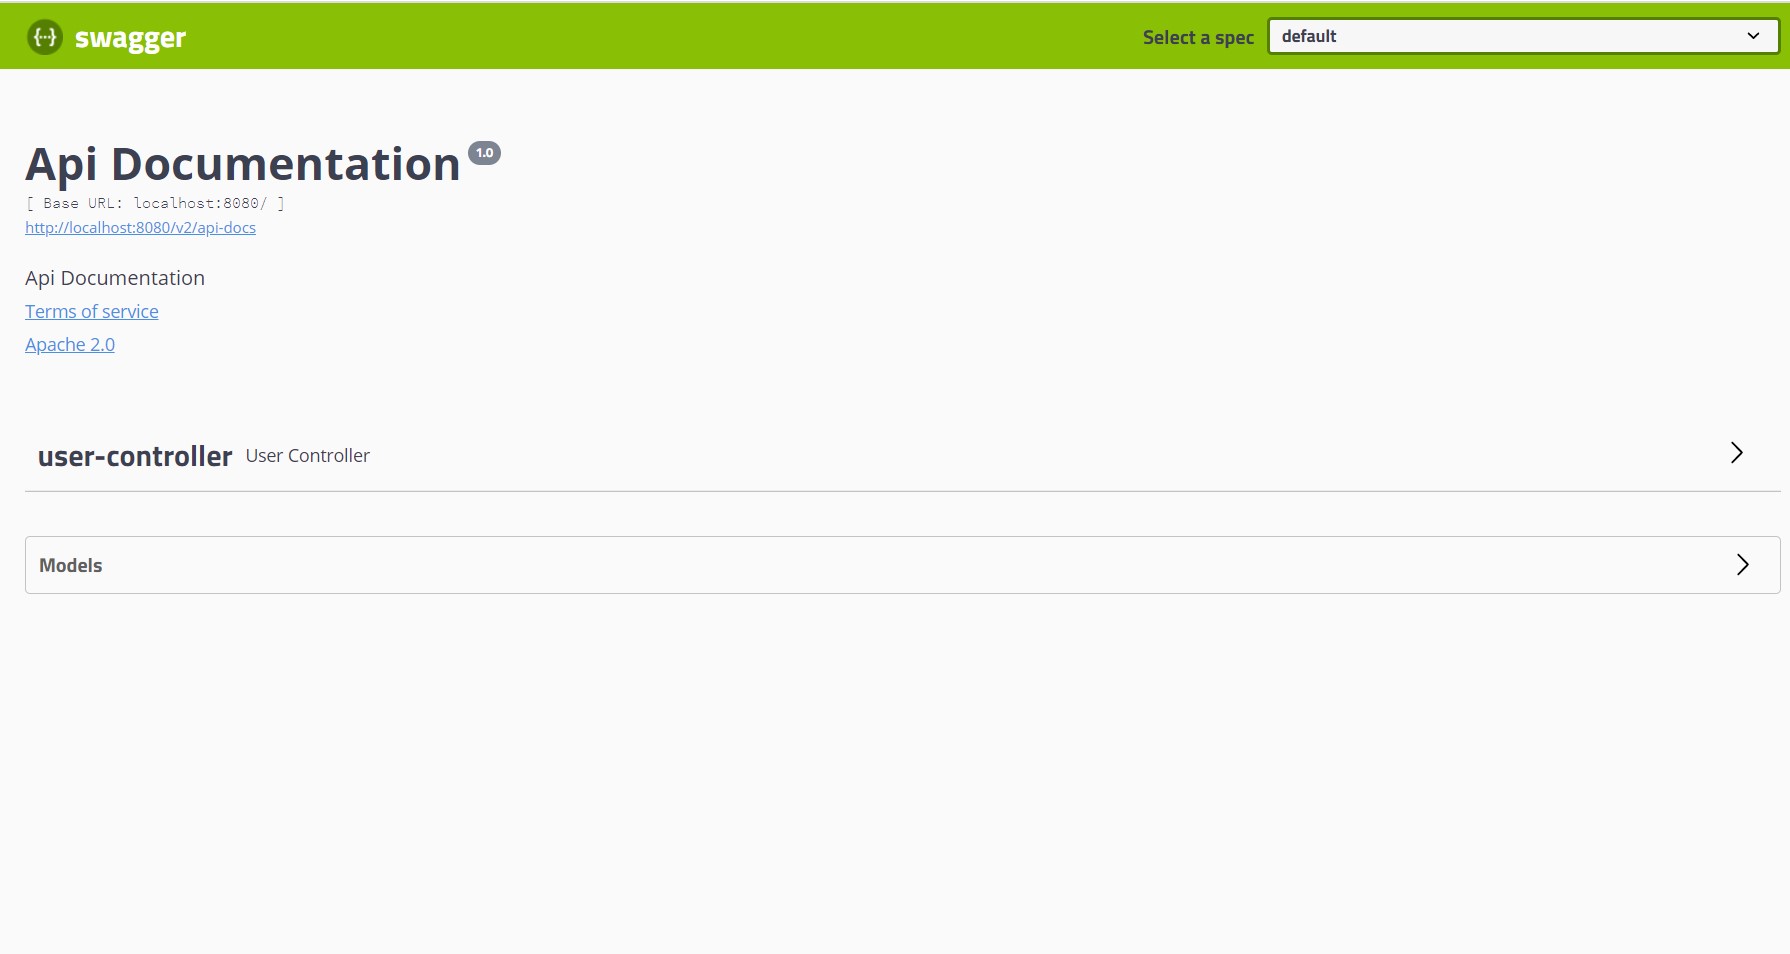 swagger
Select a spec default
Api Documentation 1.0
[ Base URL: localhost:8080/ ]
http://localhost:8080/v2/api-docs
Api Documentation
Terms of service
Apache 2.0
user-controller User Controller
Models